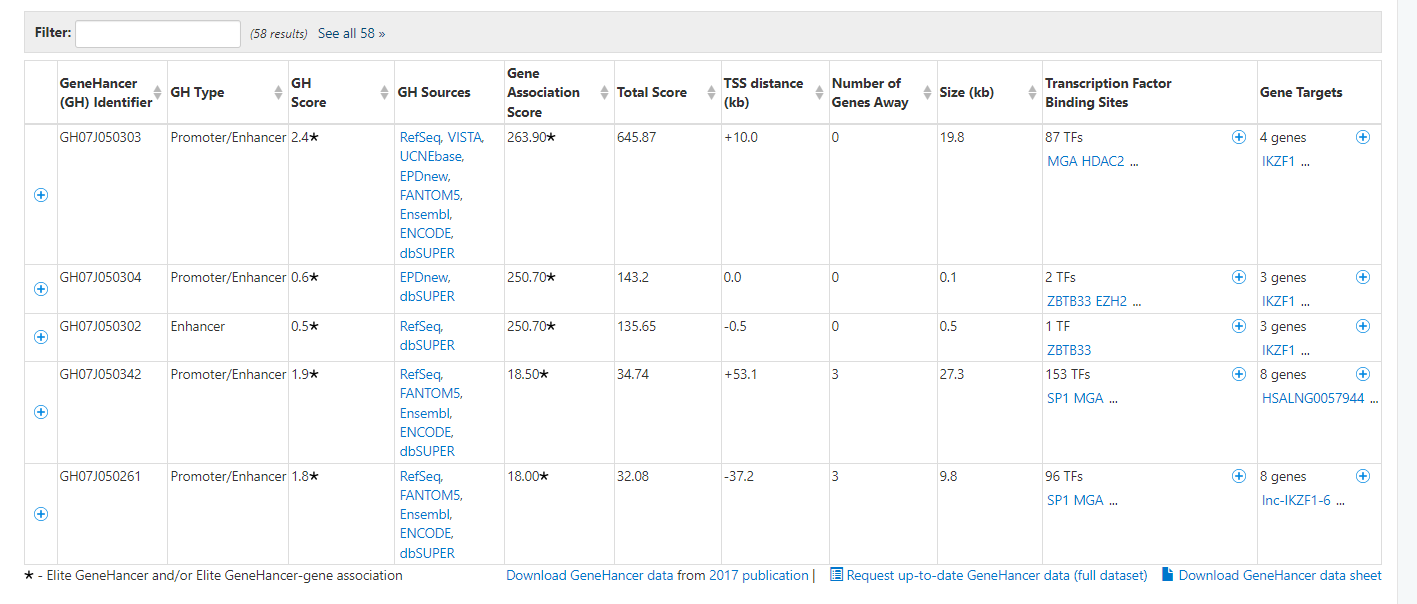 Filter: (58 results) See all 58 »
GeneHancer (GH) Identifier GH Type GH Score GH Sources Gene Association Score Total Score TSS distance (kb) Number of Genes Away Size (kb) Transcription Factor Binding Sites Gene Targets
GH07J050303 Promoter/Enhancer 2.4* RefSeq, VISTA, 263.90* 645.87 +10.0 0 19.8 87 TFs 4 genes
UCNEbase, MGA HDAC2 ... IKZF1 ...
EPDnew,
FANTOM5,
Ensembl,
ENCODE,
dbSUPER
GH07J050304 Promoter/Enhancer 0.6* EPDnew, 250.70* 143.2 0.0 0 0.1 2 TFs 3 genes
dbSUPER ZBTB33 EZH2 ... IKZF1 ...
GH07J050302 Enhancer 0.5* RefSeq, 250.70* 135.65 -0.5 0 0.5 1 TF 3 genes
dbSUPER ZBTB33 IKZF1 ...
GH07J050342 Promoter/Enhancer 1.9* RefSeq, 18.50* 34.74 +53.1 3 27.3 153 TFs 8 genes
FANTOM5, SP1 MGA ... HSALNG0057944 ...
Ensembl,
ENCODE,
dbSUPER
GH07J050261 Promoter/Enhancer 1.8* RefSeq, 18.00* 32.08 -37.2 3 9.8 96 TFs 8 genes
FANTOM5, SP1 MGA ... lnc-IKZF1-6 ...
Ensembl,
ENCODE,
dbSUPER
* - Elite GeneHancer and/or Elite GeneHancer-gene association Download GeneHancer data from 2017 publication | Request up-to-date GeneHancer data (full dataset) Download GeneHancer data sheet